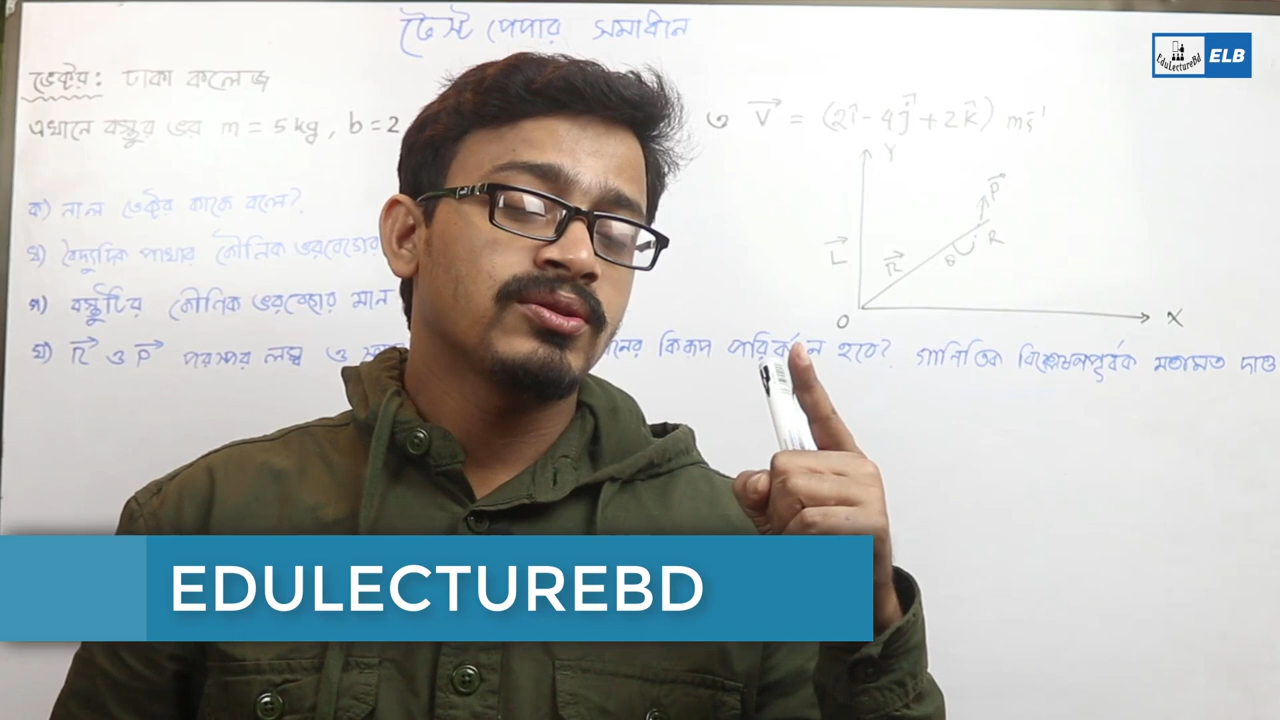 টেস্ট পেপার সমাধান
EduLectureBd ELB
ভেক্টর: ঢাকা কলেজ
এখানে বস্তুর ভর m = 5 kg, b = 2 ও V⃗ = (2î - 4ĵ + 2k̂) ms⁻¹
Y
P⃗
ক) নাল ভেক্টর কাকে বলে?
R
θ
L⃗
r⃗
খ) বৈদ্যুতিক পাখার কৌণিক ভরবেগের
গ) বস্তুটির কৌণিক ভরবেগের মান
O
X
ঘ) r⃗ ও P⃗ পরস্পর লম্ব ও মানের কিরূপ পরিবর্তন হবে? গাণিতিক বিশ্লেষণপূর্বক মতামত দাও
EDULECTUREBD